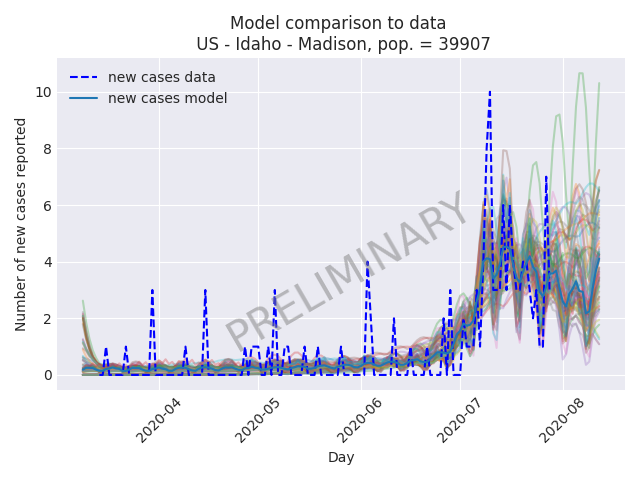 Model comparison to data
US - Idaho - Madison, pop. = 39907
new cases data
new cases model
Number of new cases reported
10
8
6
4
2
0
PRELIMINARY
2020-04
2020-05
2020-06
2020-07
2020-08
Day